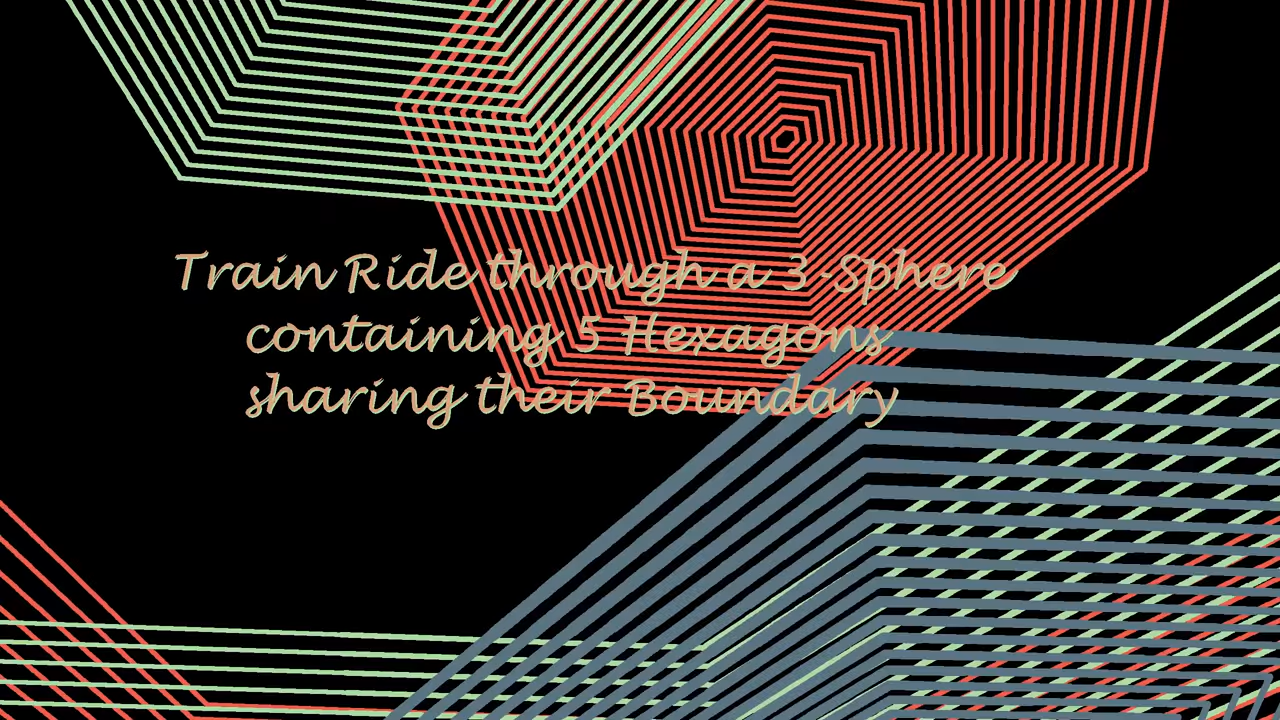 Train Ride through a 3-Sphere
containing 5 Hexagons
sharing their Boundary